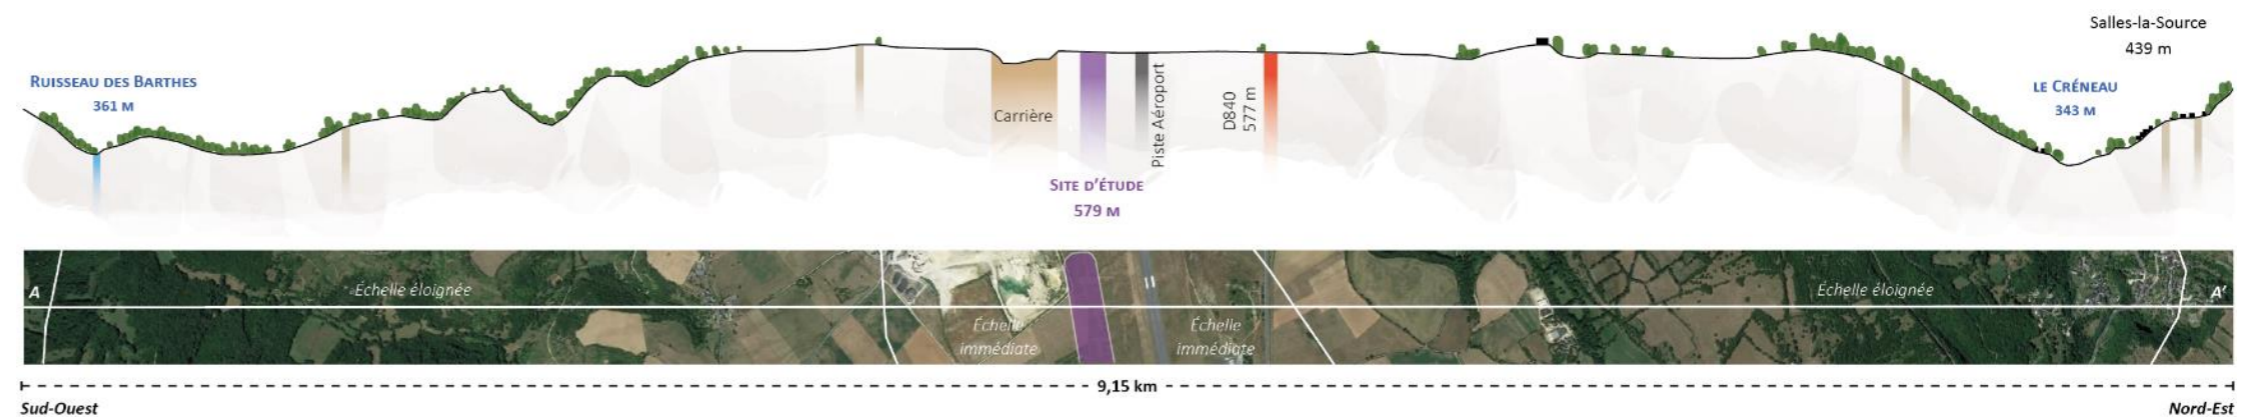 Salles-la-Source
439 m
RUISSEAU DES BARTHES
361 M
LE CRÉNEAU
343 M
Carrière
Piste Aéroport
D840
577 m
SITE D'ÉTUDE
579 M
A
Échelle éloignée
Échelle
immédiate
Échelle
immédiate
Échelle éloignée
A'
9,15 km
Sud-Ouest
Nord-Est